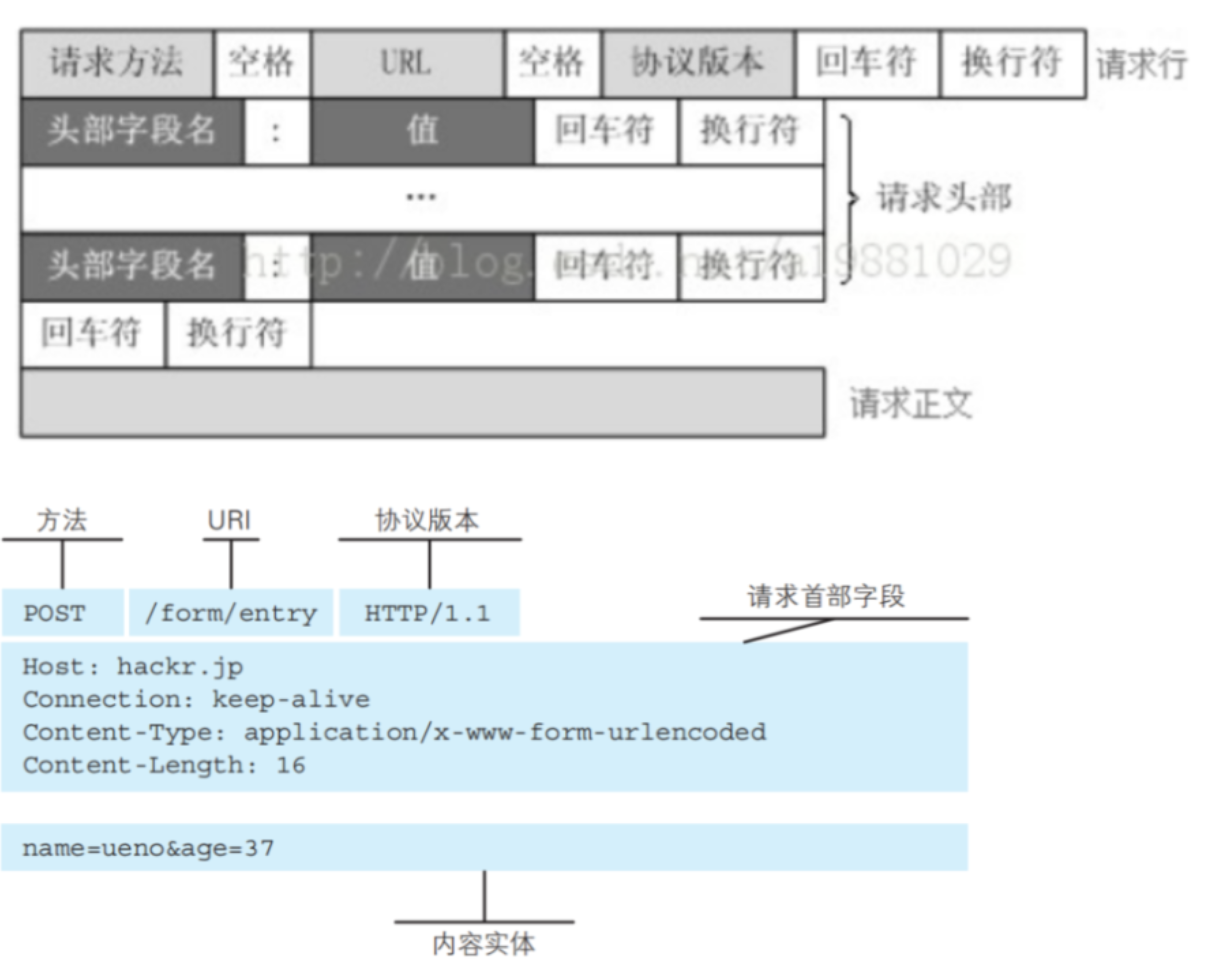 请求方法 空格 URL 空格 协议版本 回车符 换行符 请求行
头部字段名 : 值 回车符 换行符
... 请求头部
头部字段名 : 值 回车符 换行符
http://blog.csdn.net/a19881029
回车符 换行符
请求正文
方法 URI 协议版本
POST /form/entry HTTP/1.1
请求首部字段
Host: hackr.jp
Connection: keep-alive
Content-Type: application/x-www-form-urlencoded
Content-Length: 16
name=ueno&age=37
内容实体